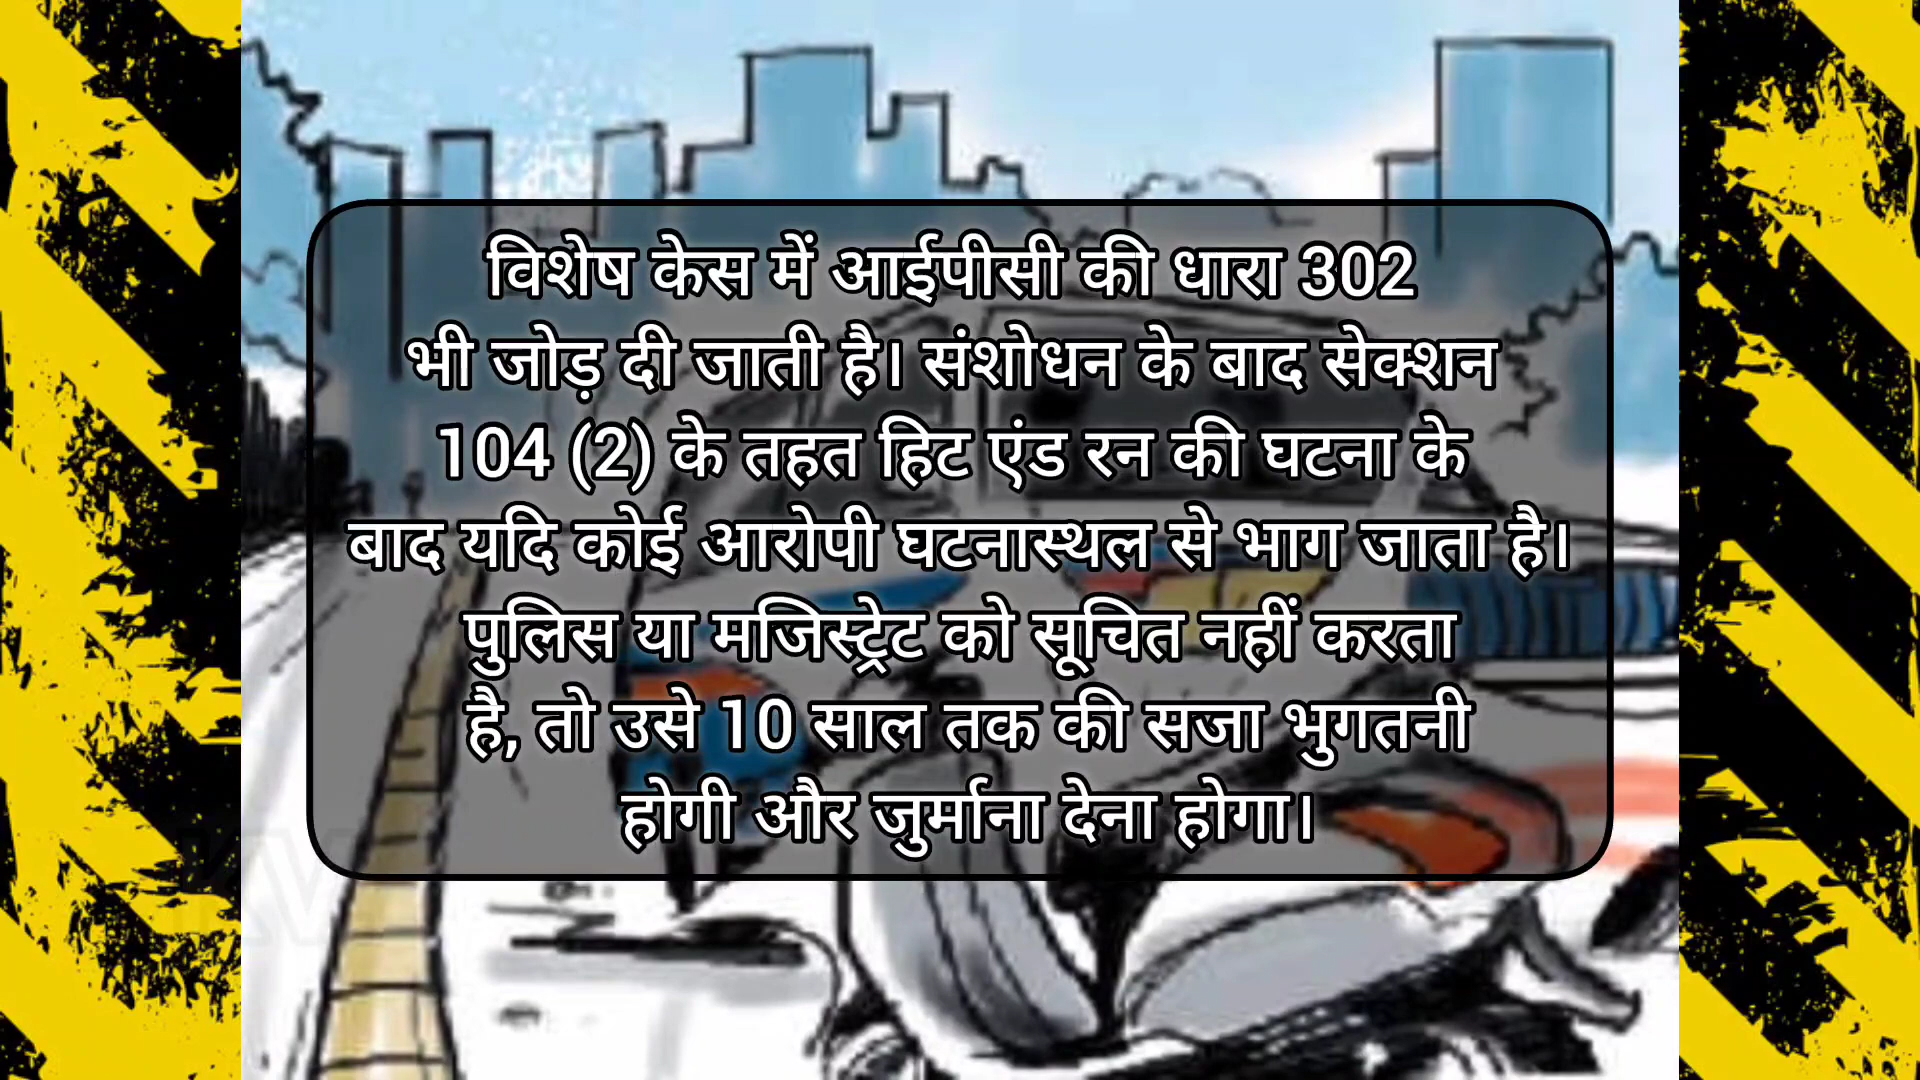 विशेष केस में आईपीसी की धारा 302
भी जोड़ दी जाती है। संशोधन के बाद सेक्शन
104 (2) के तहत हिट एंड रन की घटना के
बाद यदि कोई आरोपी घटनास्थल से भाग जाता है।
पुलिस या मजिस्ट्रेट को सूचित नहीं करता
है, तो उसे 10 साल तक की सजा भुगतनी
होगी और जुर्माना देना होगा।